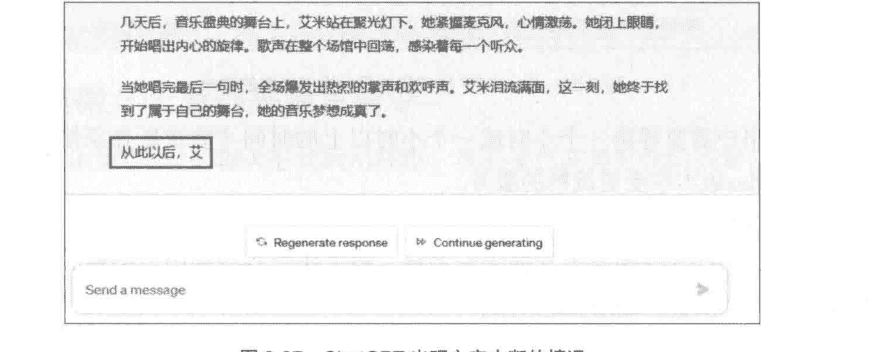 几天后，音乐盛典的舞台上，艾米站在聚光灯下。她紧握麦克风，心情激荡。她闭上眼睛，
开始唱出内心的旋律。歌声在整个场馆中回荡，感染着每一个听众。
当她唱完最后一句时，全场爆发出热烈的掌声和欢呼声。艾米泪流满面，这一刻，她终于找
到了属于自己的舞台，她的音乐梦想成真了。
从此以后，艾
Regenerate response
Continue generating
Send a message